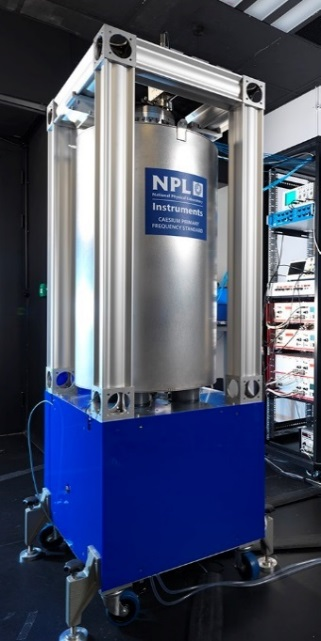 NPL
National Physical Laboratory
Instruments
CAESIUM PRIMARY
FREQUENCY STANDARD